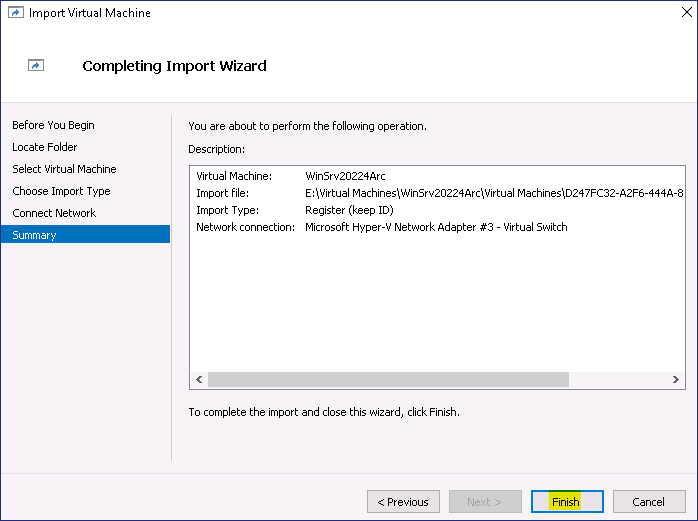 Import Virtual Machine
Completing Import Wizard
Before You Begin
Locate Folder
Select Virtual Machine
Choose Import Type
Connect Network
Summary
You are about to perform the following operation.
Description:
Virtual Machine: WinSrv20224Arc
Import file: E:\Virtual Machines\WinSrv20224Arc\Virtual Machines\D247FC32-A2F6-444A-8
Import Type: Register (keep ID)
Network connection: Microsoft Hyper-V Network Adapter #3 - Virtual Switch
To complete the import and close this wizard, click Finish.
< Previous Next > Finish Cancel